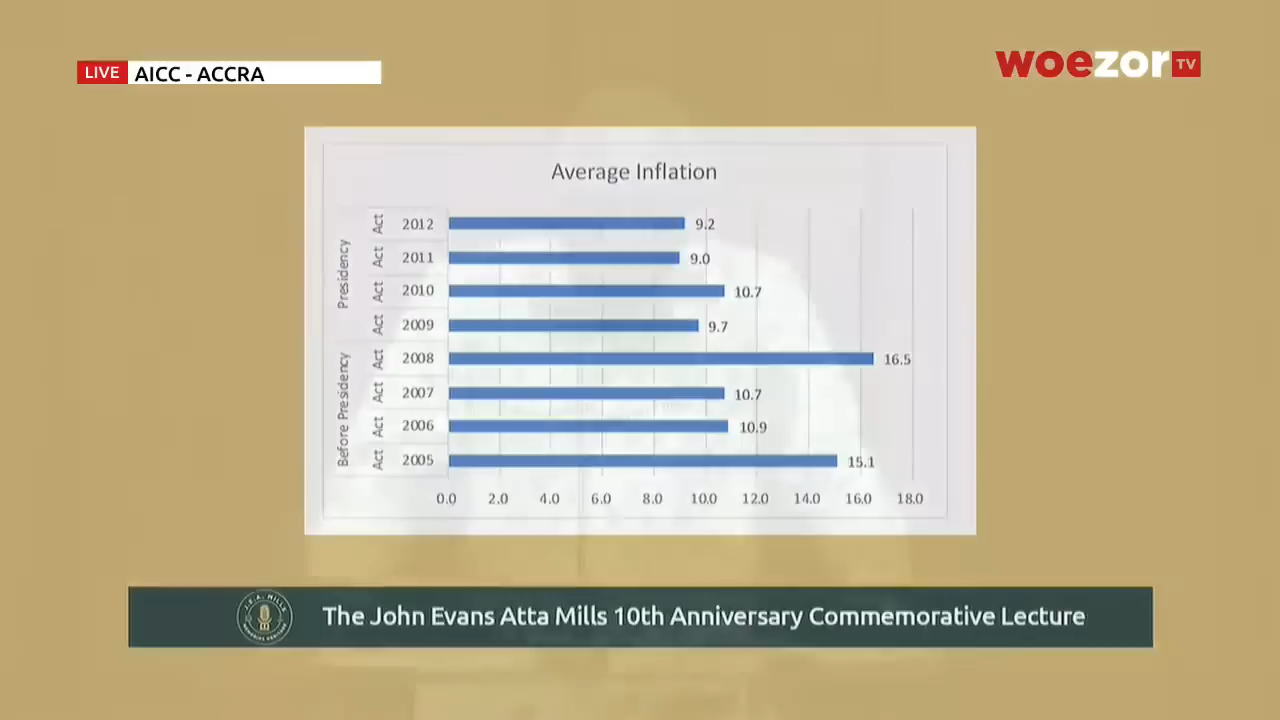 LIVE AICC - ACCRA
woezor TV
Average Inflation
Presidency
Act 2012 9.2
Act 2011 9.0
Act 2010 10.7
Act 2009 9.7
Before Presidency
Act 2008 16.5
Act 2007 10.7
Act 2006 10.9
Act 2005 15.1
0.0 2.0 4.0 6.0 8.0 10.0 12.0 14.0 16.0 18.0
J.E.A. MILLS
The John Evans Atta Mills 10th Anniversary Commemorative Lecture